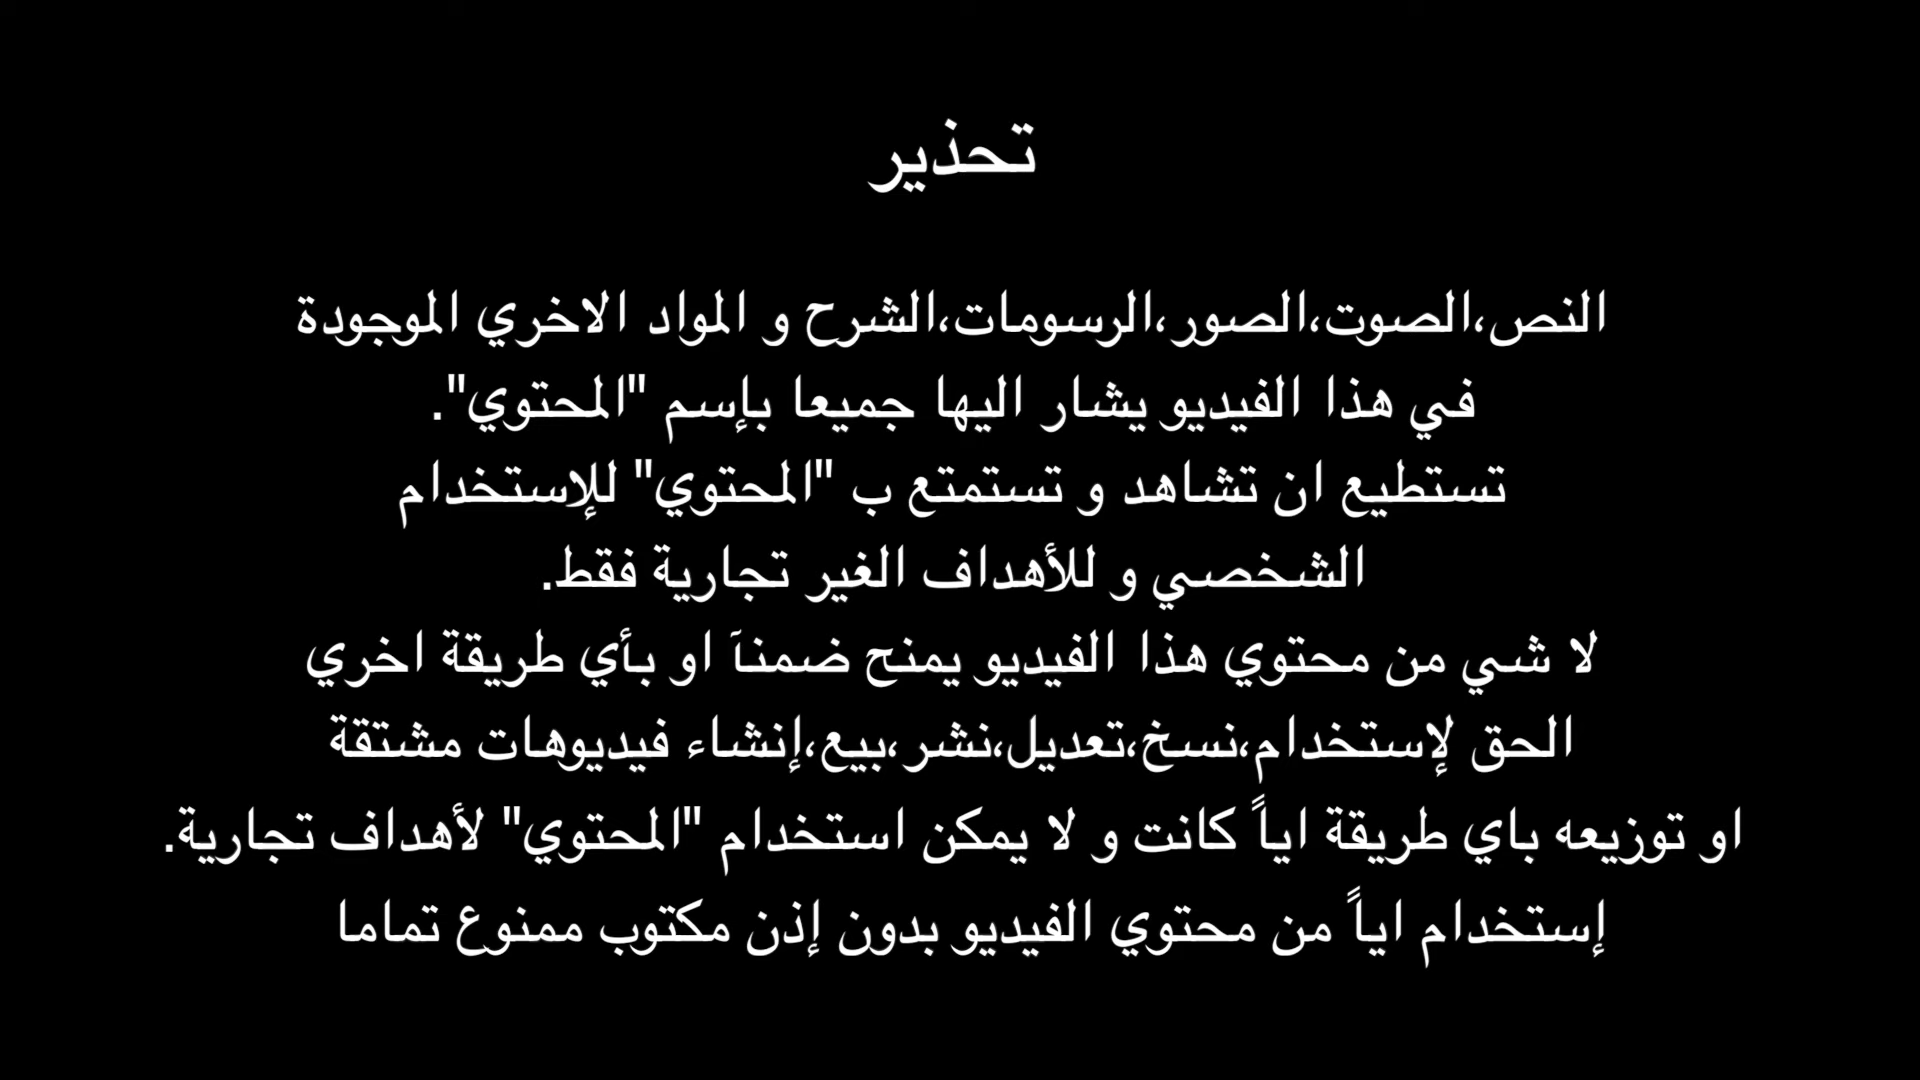 تحذير
النص،الصوت،الصور،الرسومات،الشرح و المواد الاخري الموجودة
في هذا الفيديو يشار اليها جميعا بإسم "المحتوي".
تستطيع ان تشاهد و تستمتع ب "المحتوي" للإستخدام
الشخصي و للأهداف الغير تجارية فقط.
لا شي من محتوي هذا الفيديو يمنح ضمنآ او بأي طريقة اخري
الحق لإستخدام،نسخ،تعديل،نشر،بيع،إنشاء فيديوهات مشتقة
او توزيعه باي طريقة اياً كانت و لا يمكن استخدام "المحتوي" لأهداف تجارية.
إستخدام اياً من محتوي الفيديو بدون إذن مكتوب ممنوع تماما